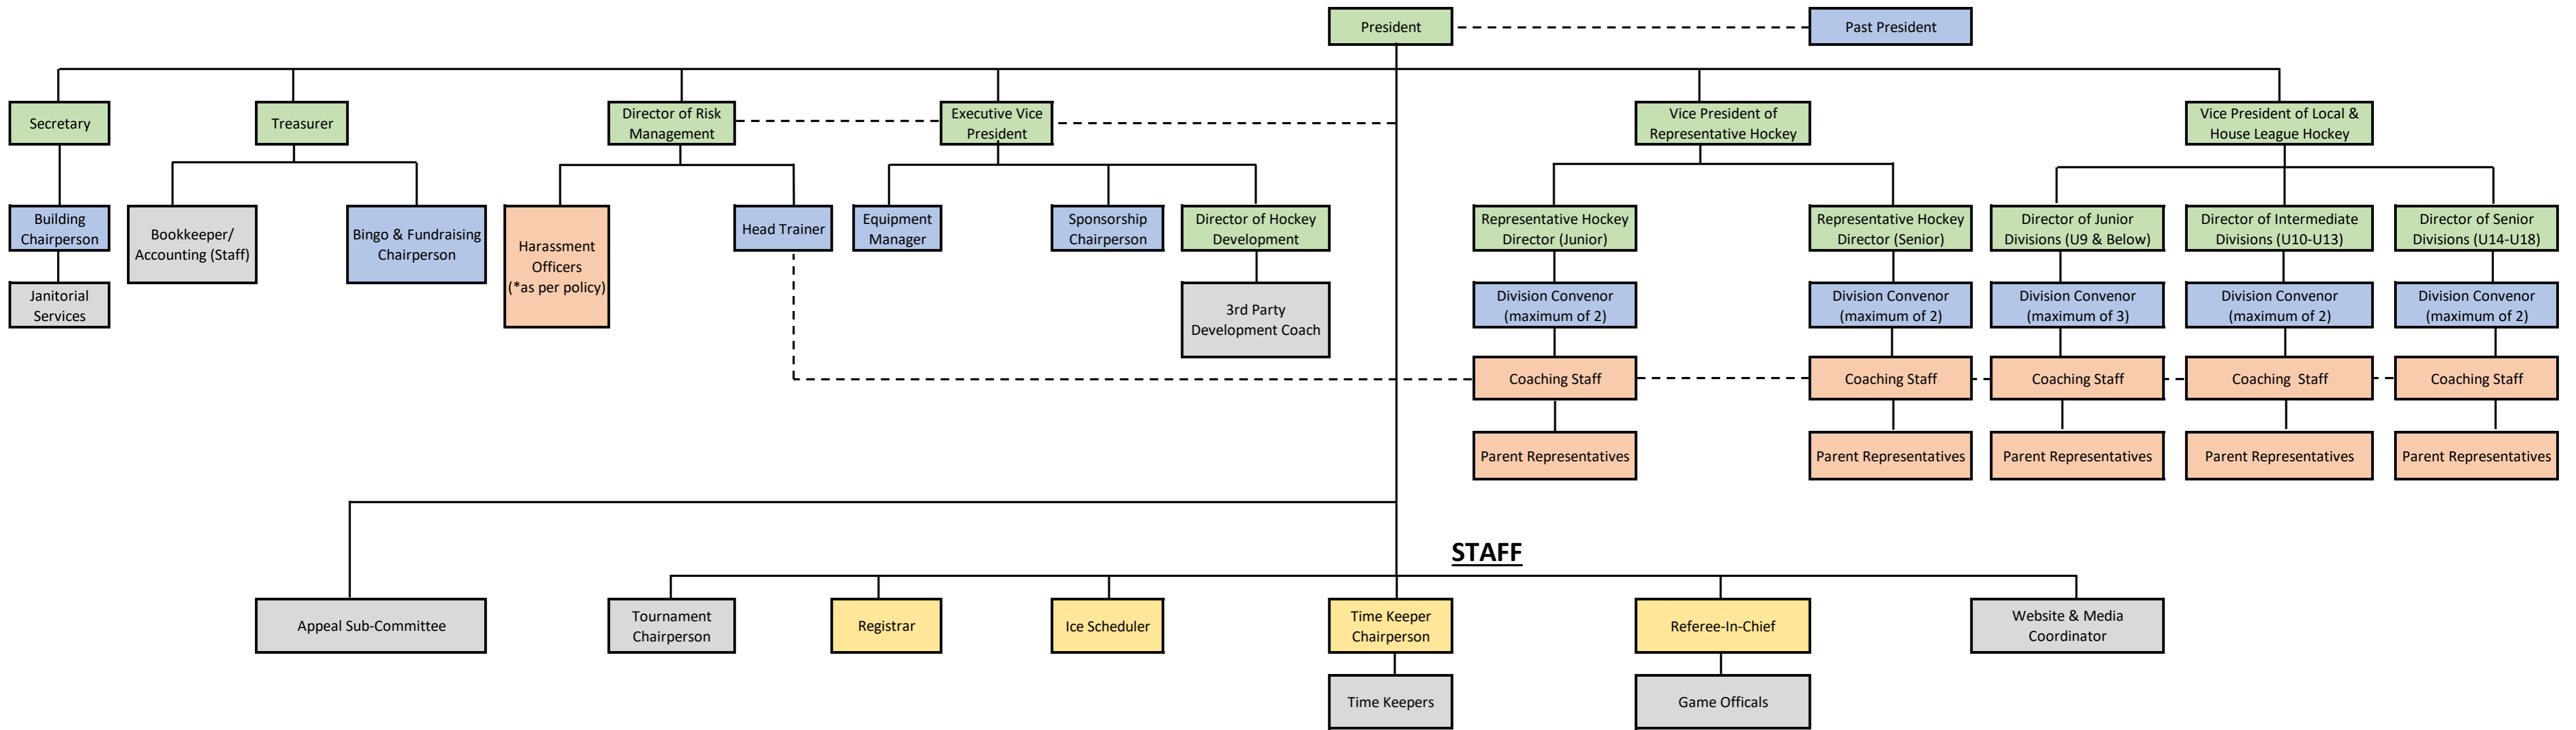 President
Past President
Secretary
Treasurer
Director of Risk
Management
Executive Vice
President
Vice President of
Representative Hockey
Vice President of Local &
House League Hockey
Building
Chairperson
Bookkeeper/
Accounting (Staff)
Bingo & Fundraising
Chairperson
Harassment
Officers
(*as per policy)
Head Trainer
Equipment
Manager
Sponsorship
Chairperson
Director of Hockey
Development
Representative Hockey
Director (Junior)
Representative Hockey
Director (Senior)
Director of Junior
Divisions (U9 & Below)
Director of Intermediate
Divisions (U10-U13)
Director of Senior
Divisions (U14-U18)
Janitorial
Services
3rd Party
Development Coach
Division Convenor
(maximum of 2)
Division Convenor
(maximum of 2)
Division Convenor
(maximum of 3)
Division Convenor
(maximum of 2)
Division Convenor
(maximum of 2)
Coaching Staff
Coaching Staff
Coaching Staff
Coaching  Staff
Coaching Staff
Parent Representatives
Parent Representatives
Parent Representatives
Parent Representatives
Parent Representatives
STAFF
Appeal Sub-Committee
Tournament
Chairperson
Registrar
Ice Scheduler
Time Keeper
Chairperson
Referee-In-Chief
Website & Media
Coordinator
Time Keepers
Game Officals